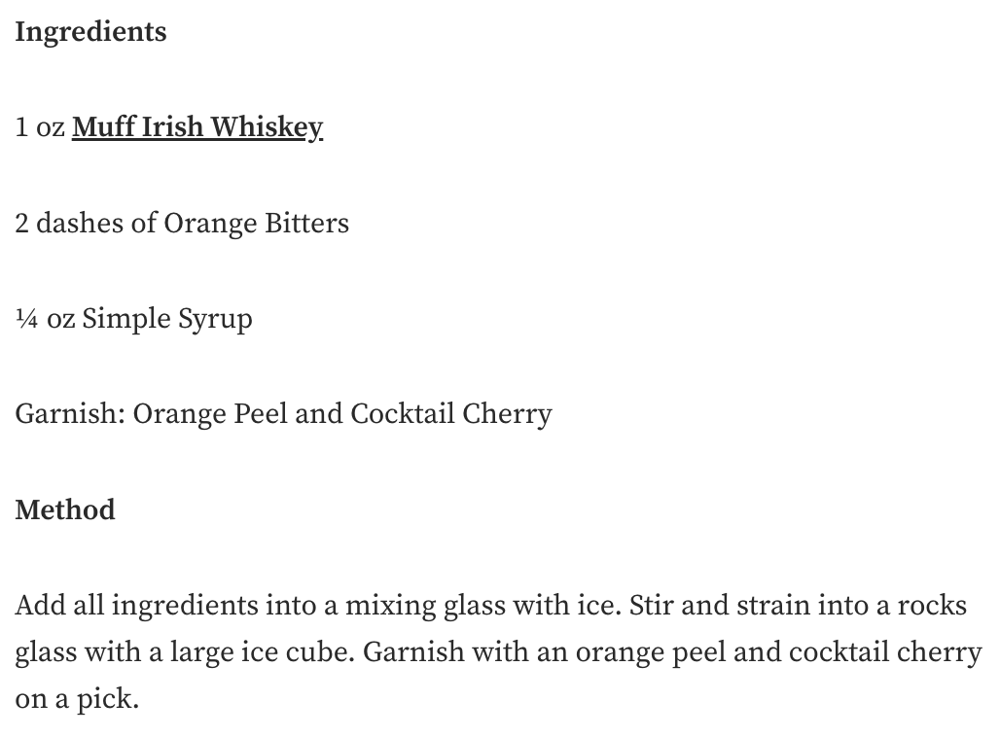 Ingredients
1 oz Muff Irish Whiskey
2 dashes of Orange Bitters
¼ oz Simple Syrup
Garnish: Orange Peel and Cocktail Cherry
Method
Add all ingredients into a mixing glass with ice. Stir and strain into a rocks
glass with a large ice cube. Garnish with an orange peel and cocktail cherry
on a pick.